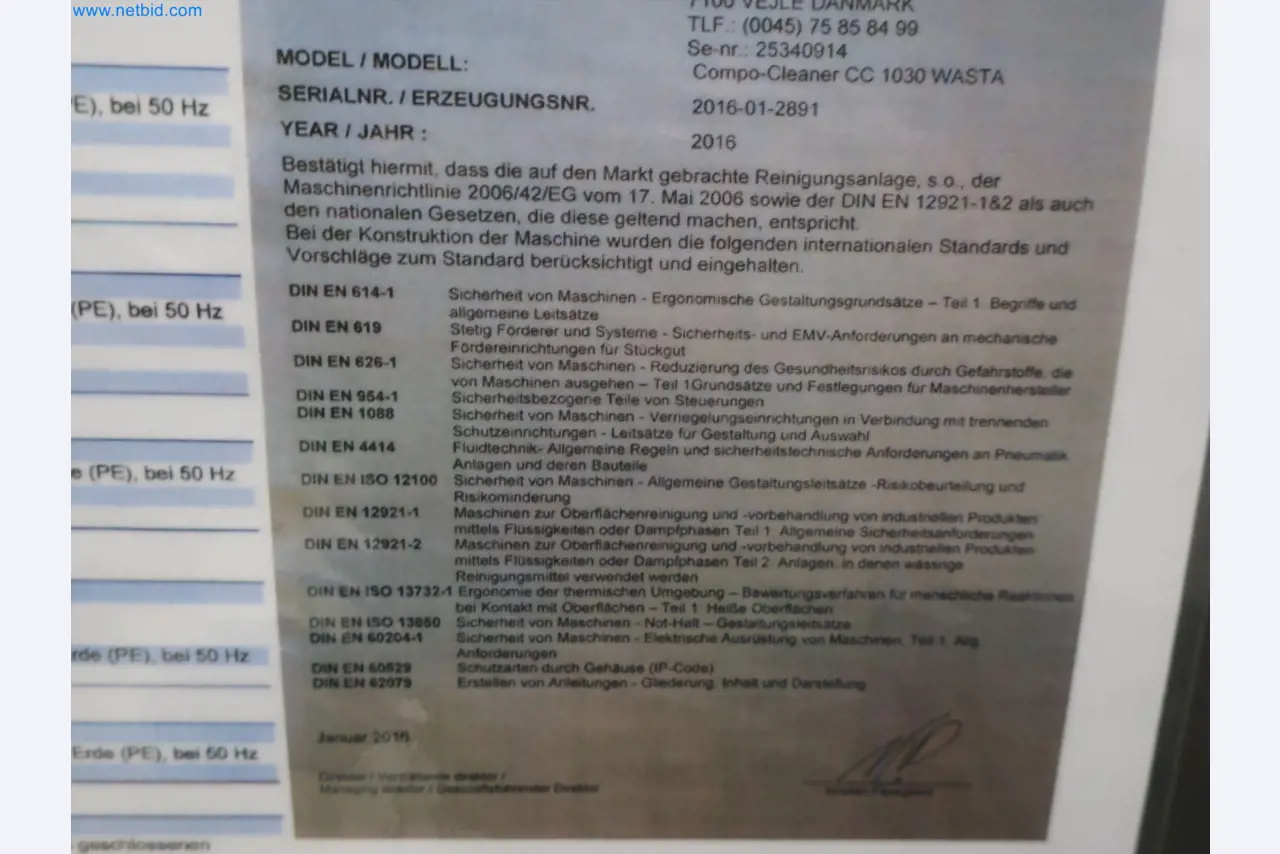 www.netbid.com
7100 VEJLE DANMARK
TLF.: (0045) 75 85 84 99
Se-nr.: 25340914
MODEL / MODELL:
Compo-Cleaner CC 1030 WASTA
SERIALNR. / ERZEUGUNGSNR.
2016-01-2891
YEAR / JAHR :
2016
Bestätigt hiermit, dass die auf den Markt gebrachte Reinigungsanlage, s.o., der
Maschinenrichtlinie 2006/42/EG vom 17. Mai 2006 sowie der DIN EN 12921-1&2 als auch
den nationalen Gesetzen, die diese geltend machen, entspricht.
Bei der Konstruktion der Maschine wurden die folgenden internationalen Standards und
Vorschläge zum Standard berücksichtigt und eingehalten.
DIN EN 614-1 Sicherheit von Maschinen - Ergonomische Gestaltungsgrundsätze – Teil 1: Begriffe und
allgemeine Leitsätze
DIN EN 619 Stetig Förderer und Systeme - Sicherheits- und EMV-Anforderungen an mechanische
Fördereinrichtungen für Stückgut
DIN EN 626-1 Sicherheit von Maschinen - Reduzierung des Gesundheitsrisikos durch Gefahrstoffe, die
von Maschinen ausgehen – Teil 1Grundsätze und Festlegungen für Maschinenhersteller
DIN EN 954-1 Sicherheitsbezogene Teile von Steuerungen
DIN EN 1088 Sicherheit von Maschinen - Verriegelungseinrichtungen in Verbindung mit trennenden
Schutzeinrichtungen - Leitsätze für Gestaltung und Auswahl
DIN EN 4414 Fluidtechnik- Allgemeine Regeln und sicherheitstechnische Anforderungen an Pneumatik
Anlagen und deren Bauteile
DIN EN ISO 12100 Sicherheit von Maschinen - Allgemeine Gestaltungsleitsätze -Risikobeurteilung und
Risikominderung
DIN EN 12921-1 Maschinen zur Oberflächenreinigung und -vorbehandlung von industriellen Produkten
mittels Flüssigkeiten oder Dampfphasen Teil 1: Allgemeine Sicherheitsanforderungen
DIN EN 12921-2 Maschinen zur Oberflächenreinigung und -vorbehandlung von industriellen Produkten
mittels Flüssigkeiten oder Dampfphasen Teil 2: Anlagen, in denen wässrige
Reinigungsmittel verwendet werden
DIN EN ISO 13732-1 Ergonomie der thermischen Umgebung – Bewertungsverfahren für menschliche Reaktionen
bei Kontakt mit Oberflächen – Teil 1: Heiße Oberflächen
DIN EN ISO 13850 Sicherheit von Maschinen - Not-Halt – Gestaltungsleitsätze
DIN EN 60204-1 Sicherheit von Maschinen - Elektrische Ausrüstung von Maschinen, Teil 1: Allg.
Anforderungen
DIN EN 60529 Schutzarten durch Gehäuse (IP-Code)
DIN EN 62079 Erstellen von Anleitungen - Gliederung, Inhalt und Darstellung
Januar 2016
Managing director / Geschäftsführender Direktor
PE), bei 50 Hz
(PE), bei 50 Hz
e (PE), bei 50 Hz
rde (PE), bei 50 Hz
Erde (PE), bei 50 Hz
geschlossenen